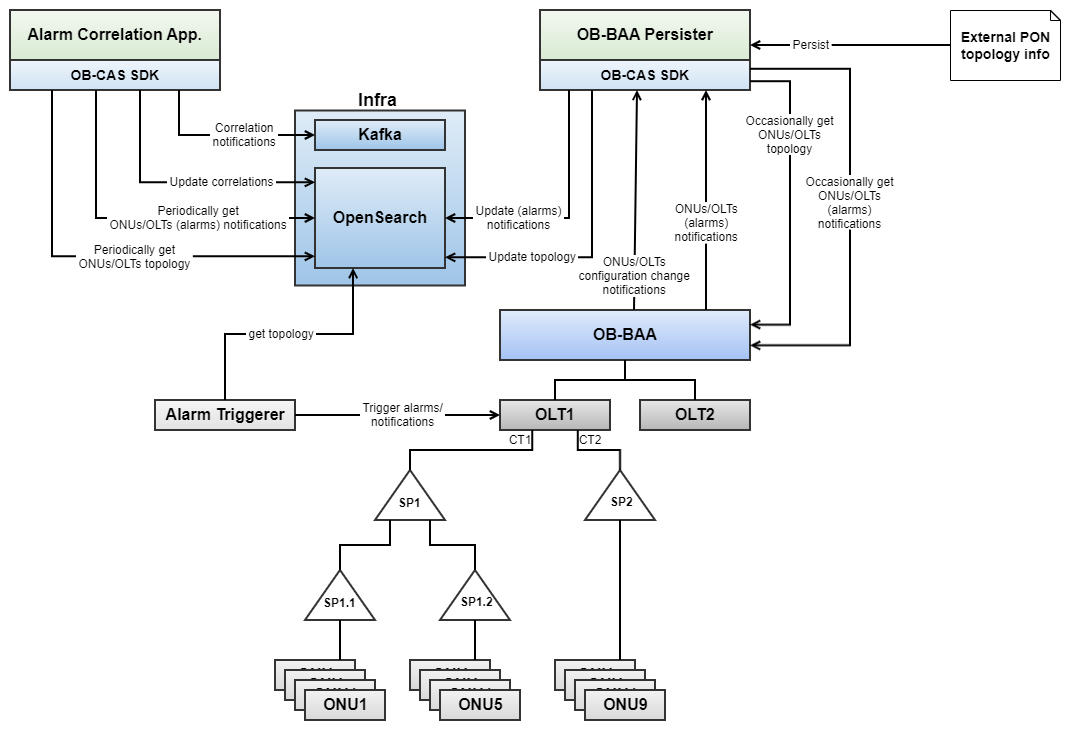 Alarm Correlation App.
OB-CAS SDK
OB-BAA Persister
OB-CAS SDK
Persist
External PON
topology info
Infra
Kafka
OpenSearch
Correlation
notifications
Update correlations
Periodically get
ONUs/OLTs (alarms) notifications
Periodically get
ONUs/OLTs topology
Update (alarms)
notifications
Update topology
ONUs/OLTs
configuration change
notifications
ONUs/OLTs
(alarms)
notifications
Occasionally get
ONUs/OLTs
topology
Occasionally get
ONUs/OLTs
(alarms)
notifications
get topology
OB-BAA
Alarm Triggerer
Trigger alarms/
notifications
OLT1
OLT2
CT1
CT2
SP1
SP2
SP1.1
SP1.2
ONU1
ONU5
ONU9